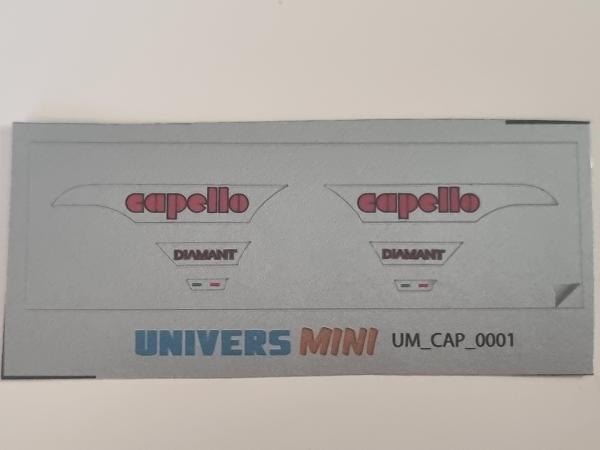 capello capello
DIAMANT DIAMANT
UNIVERS MINI UM_CAP_0001